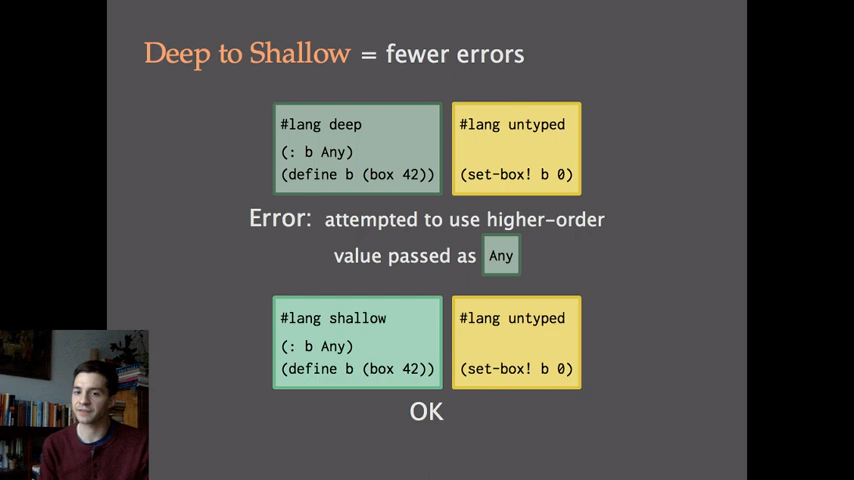 Deep to Shallow = fewer errors
#lang deep
(: b Any)
(define b (box 42))
#lang untyped
(set-box! b 0)
Error: attempted to use higher-order
value passed as Any
#lang shallow
(: b Any)
(define b (box 42))
#lang untyped
(set-box! b 0)
OK